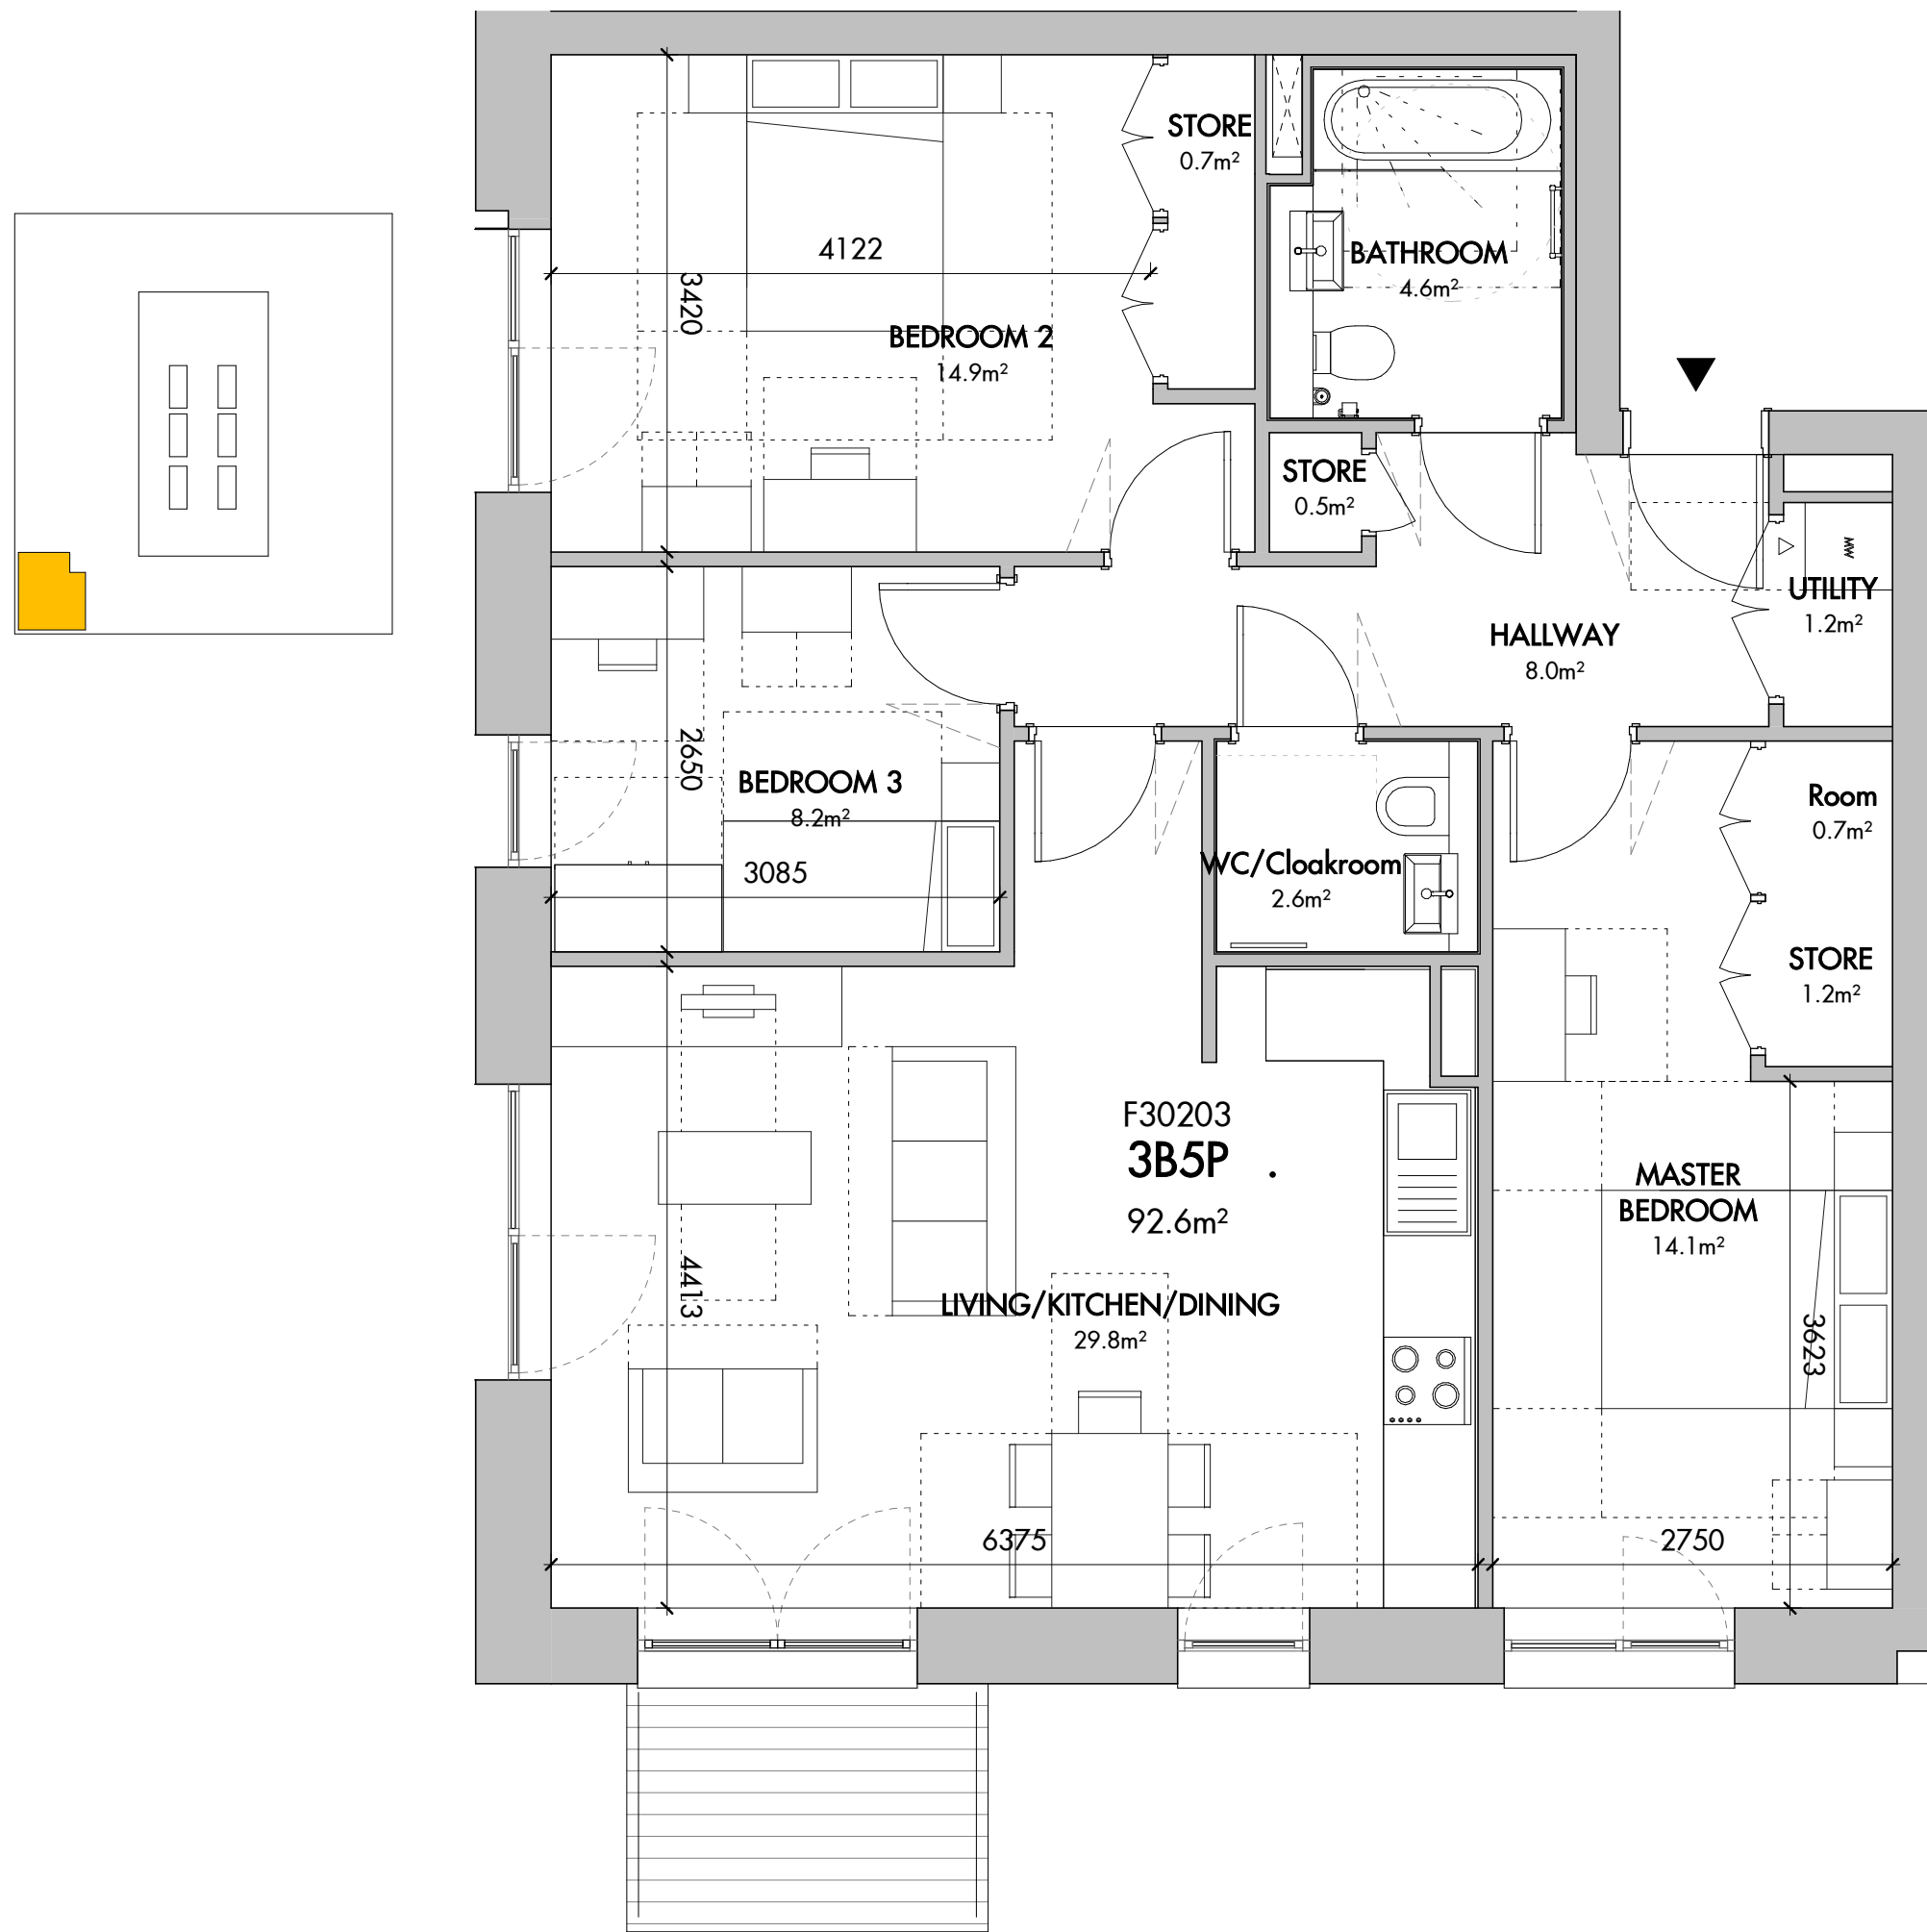 STORE
0.7m²
4122
BATHROOM
4.6m²
3420
BEDROOM 2
14.9m²
STORE
0.5m²
UTILITY
1.2m²
HALLWAY
8.0m²
2650
BEDROOM 3
8.2m²
3085
WC/Cloakroom
2.6m²
Room
0.7m²
STORE
1.2m²
F30203
3B5P .
92.6m²
MASTER
BEDROOM
14.1m²
4413
LIVING/KITCHEN/DINING
29.8m²
3623
6375
2750